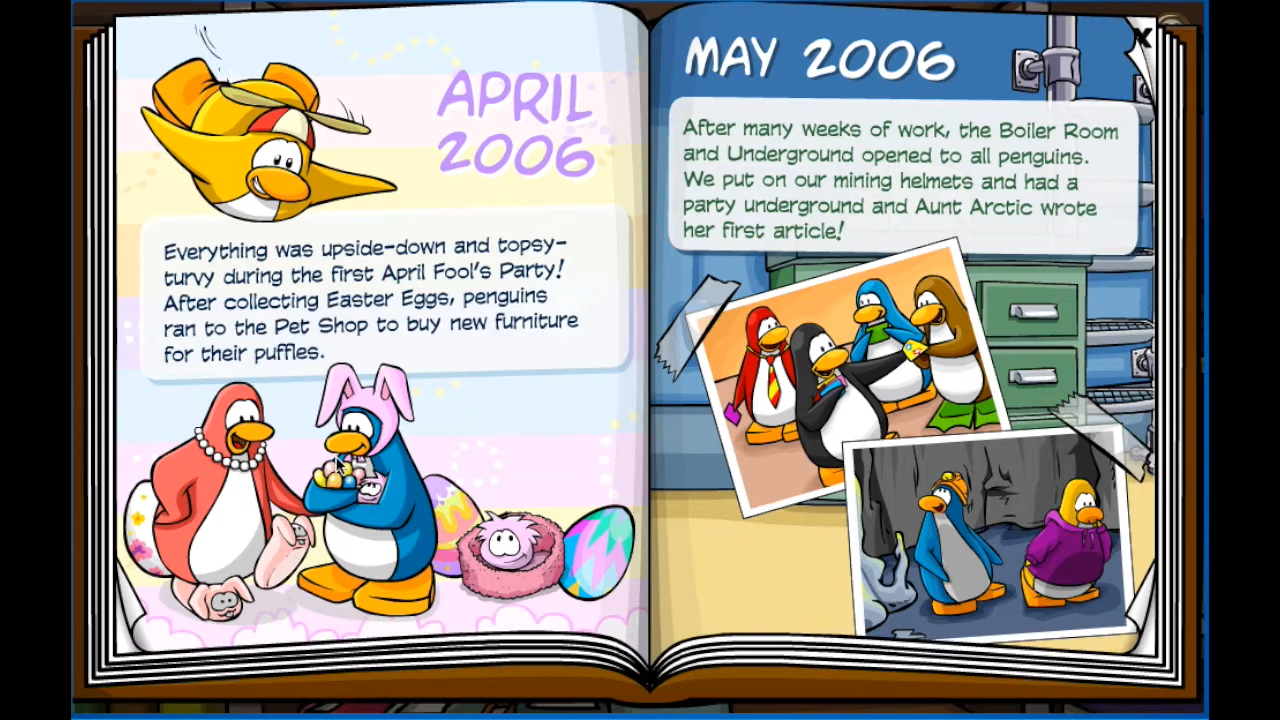 APRIL
2006
Everything was upside-down and topsy-
turvy during the first April Fool's Party!
After collecting Easter Eggs, penguins
ran to the Pet Shop to buy new furniture
for their puffles.
MAY 2006
After many weeks of work, the Boiler Room
and Underground opened to all penguins.
We put on our mining helmets and had a
party underground and Aunt Arctic wrote
her first article!
X